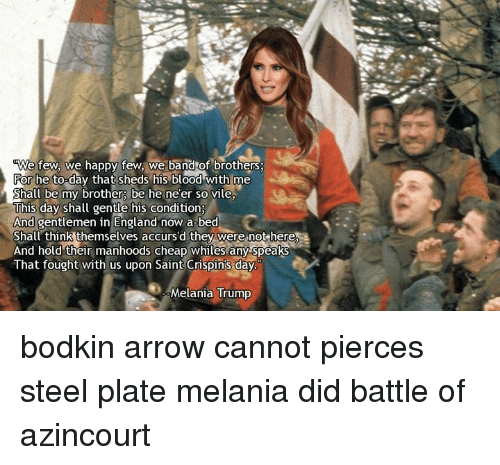 "We few, we happy few, we band of brothers;
For he to-day that sheds his blood with me
Shall be my brother; be he ne'er so vile,
This day shall gentle his condition;
And gentlemen in England now a-bed
Shall think themselves accurs'd they were not here,
And hold their manhoods cheap whiles any speaks
That fought with us upon Saint Crispin's day."
- Melania Trump
bodkin arrow cannot pierces
steel plate melania did battle of
azincourt